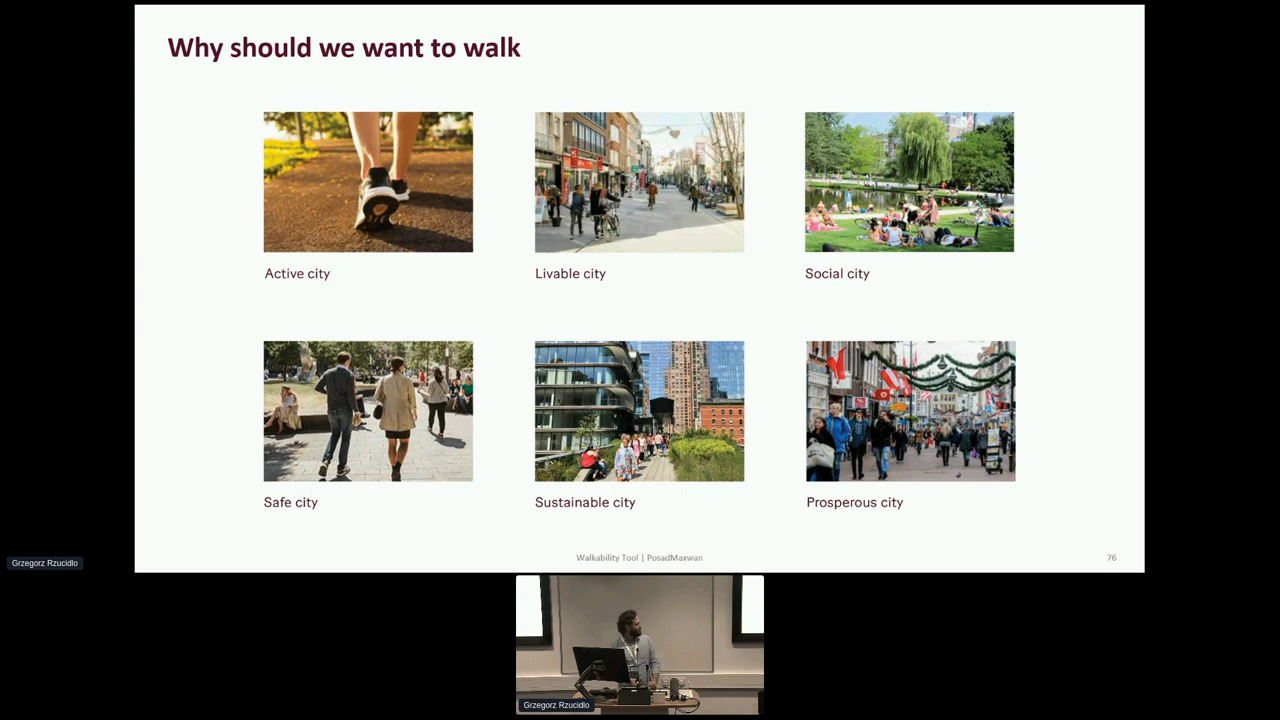 Why should we want to walk
Active city
Livable city
Social city
Safe city
Sustainable city
Prosperous city
Walkability Tool | PosadMaxwan
76
Grzegorz Rzucidlo
Grzegorz Rzucidlo